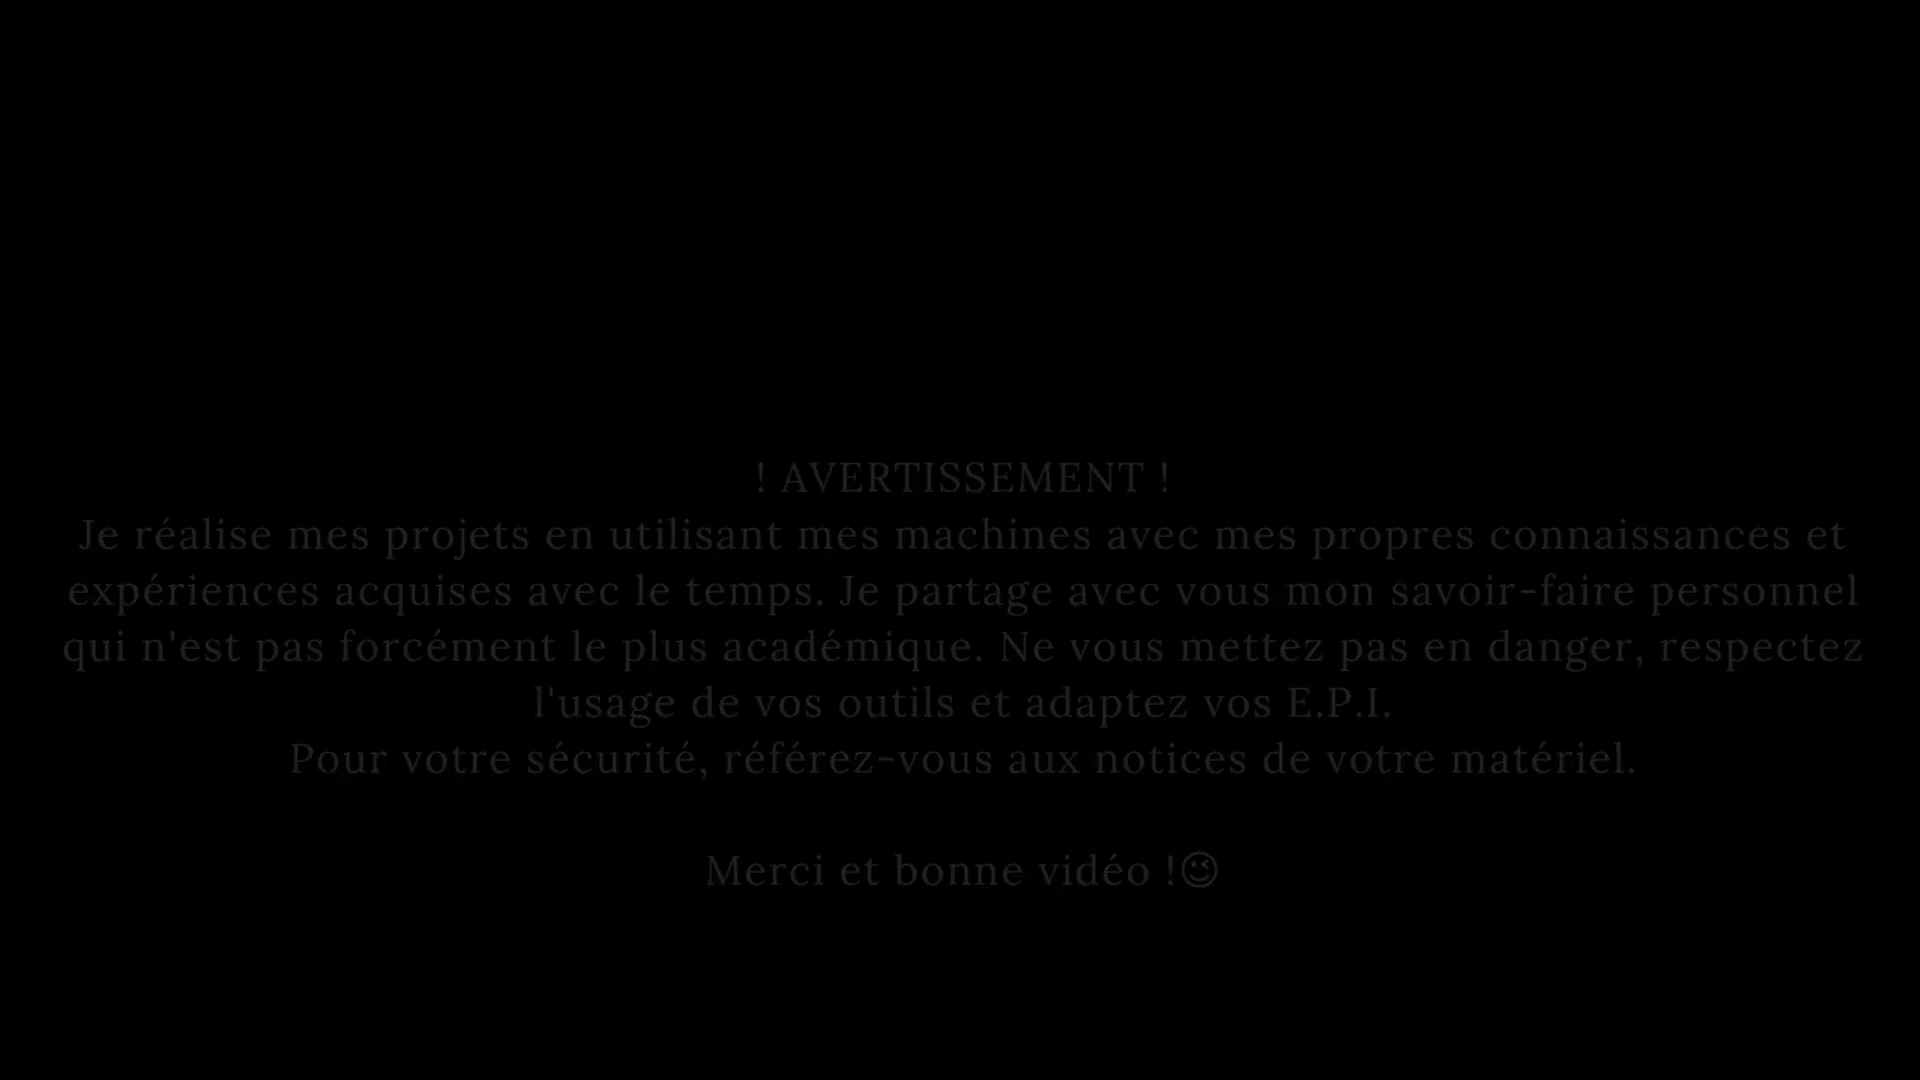 ! AVERTISSEMENT !
Je réalise mes projets en utilisant mes machines avec mes propres connaissances et
expériences acquises avec le temps. Je partage avec vous mon savoir-faire personnel
qui n'est pas forcément le plus académique. Ne vous mettez pas en danger, respectez
l'usage de vos outils et adaptez vos E.P.I.
Pour votre sécurité, référez-vous aux notices de votre matériel.
Merci et bonne vidéo !😉